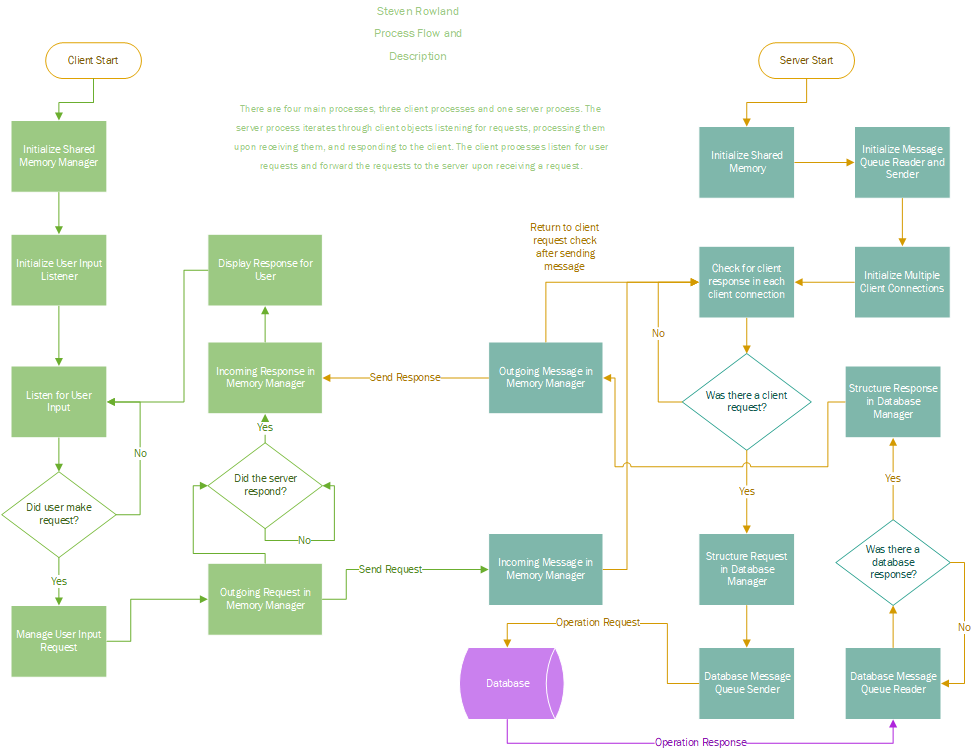 Steven Rowland
Process Flow and
Description
Client Start
Server Start
There are four main processes, three client processes and one server process. The
server process iterates through client objects listening for requests, processing them
upon receiving them, and responding to the client. The client processes listen for user
requests and forward the requests to the server upon receiving a request.
Initialize Shared
Memory Manager
Initialize Shared
Memory
Initialize Message
Queue Reader and
Sender
Initialize User Input
Listener
Display Response for
User
Return to client
request check
after sending
message
Check for client
response in each
client connection
Initialize Multiple
Client Connections
No
Listen for User
Input
Incoming Response in
Memory Manager
Send Response
Outgoing Message in
Memory Manager
Was there a client
request?
Structure Response
in Database
Manager
No
Yes
Did the server
respond?
Yes
Yes
Did user make
request?
No
Yes
Send Request
Incoming Message in
Memory Manager
Structure Request
in Database
Manager
Was there a
database
response?
Outgoing Request in
Memory Manager
No
Manage User Input
Request
Operation Request
Database
Database Message
Queue Sender
Database Message
Queue Reader
Operation Response